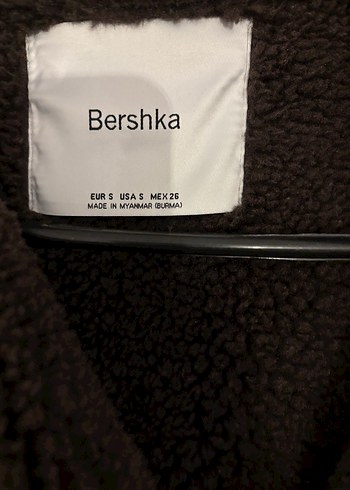 Bershka
EUR S USA S MEX 26
MADE IN MYANMAR (BURMA)